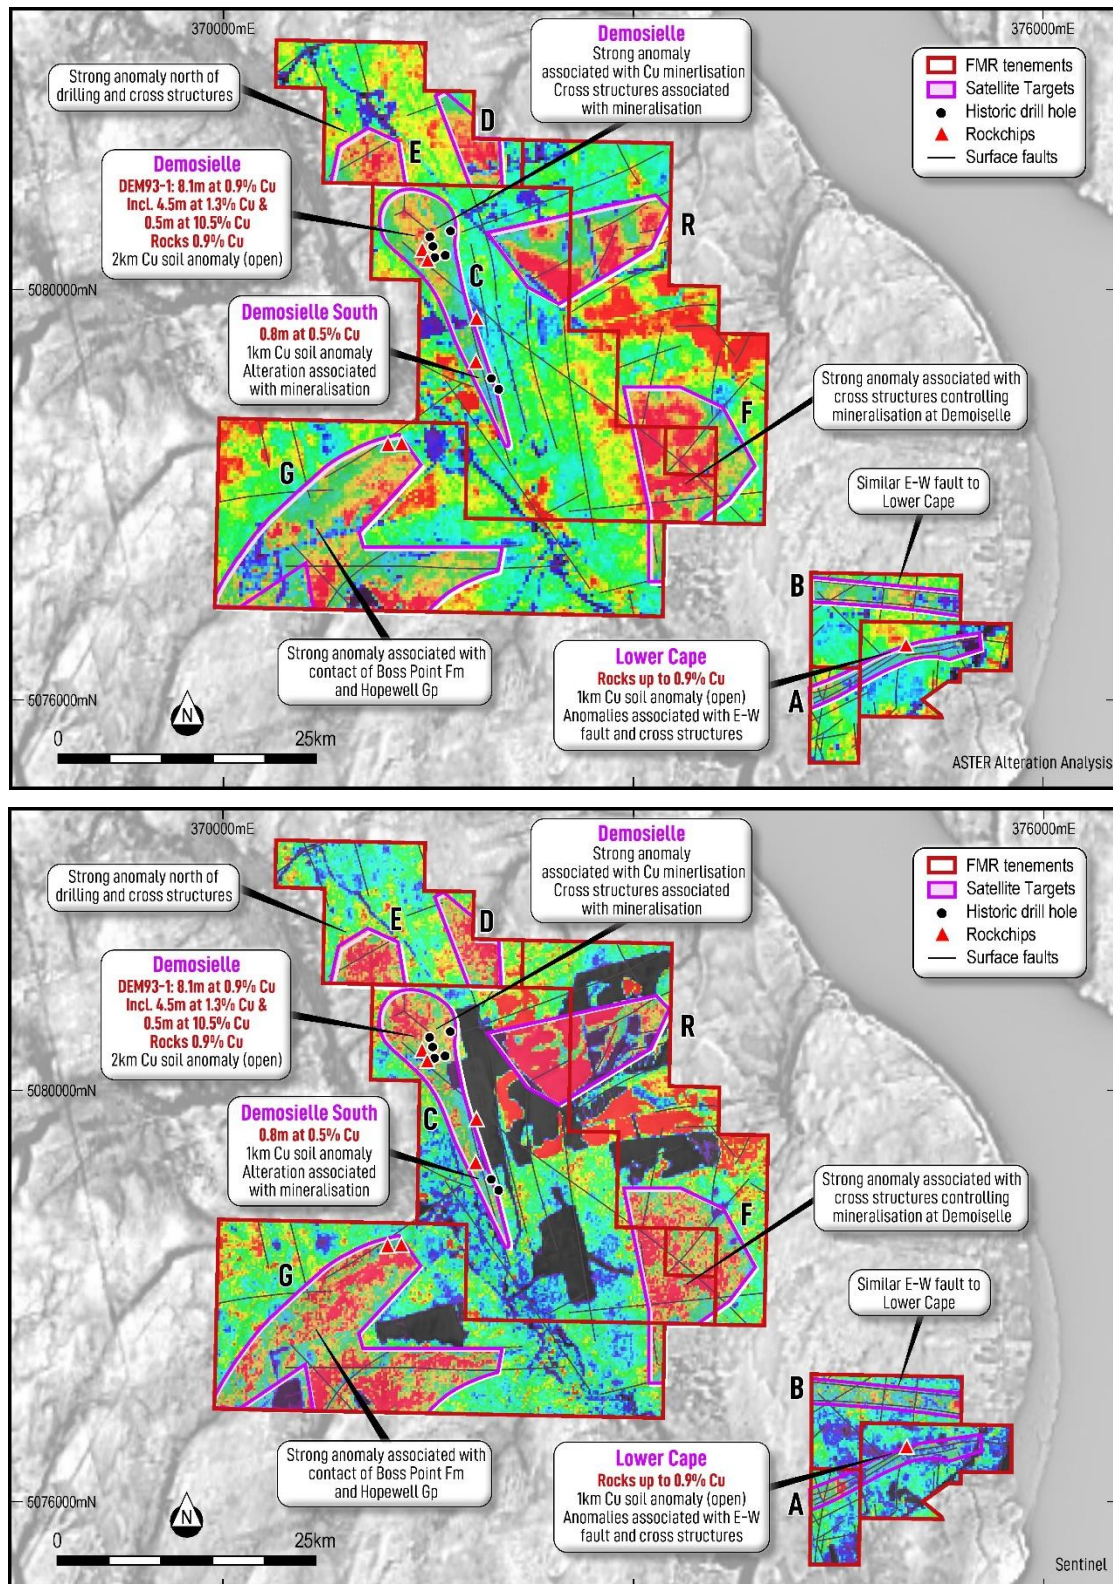 370000mE
376000mE
Demosielle
Strong anomaly
associated with Cu minerlisation
Cross structures associated
with mineralisation
FMR tenements
Satellite Targets
Historic drill hole
Rockchips
Surface faults
Strong anomaly north of
drilling and cross structures
D
E
Demosielle
DEM93-1: 8.1m at 0.9% Cu
Incl. 4.5m at 1.3% Cu &
0.5m at 10.5% Cu
Rocks 0.9% Cu
2km Cu soil anomaly (open)
R
C
5080000mN
Demosielle South
0.8m at 0.5% Cu
1km Cu soil anomaly
Alteration associated
with mineralisation
Strong anomaly associated with
cross structures controlling
mineralisation at Demoiselle
F
G
Similar E-W fault to
Lower Cape
B
Strong anomaly associated with
contact of Boss Point Fm
and Hopewell Gp
Lower Cape
Rocks up to 0.9% Cu
1km Cu soil anomaly (open)
Anomalies associated with E-W
fault and cross structures
A
5076000mN
N
0
25km
ASTER Alteration Analysis
370000mE
376000mE
Demosielle
Strong anomaly
associated with Cu minerlisation
Cross structures associated
with mineralisation
FMR tenements
Satellite Targets
Historic drill hole
Rockchips
Surface faults
Strong anomaly north of
drilling and cross structures
E
D
Demosielle
DEM93-1: 8.1m at 0.9% Cu
Incl. 4.5m at 1.3% Cu &
0.5m at 10.5% Cu
Rocks 0.9% Cu
2km Cu soil anomaly (open)
R
5080000mN
C
Demosielle South
0.8m at 0.5% Cu
1km Cu soil anomaly
Alteration associated
with mineralisation
Strong anomaly associated with
cross structures controlling
mineralisation at Demoiselle
F
G
Similar E-W fault to
Lower Cape
B
Strong anomaly associated with
contact of Boss Point Fm
and Hopewell Gp
Lower Cape
Rocks up to 0.9% Cu
1km Cu soil anomaly (open)
Anomalies associated with E-W
fault and cross structures
A
5076000mN
N
0
25km
Sentinel